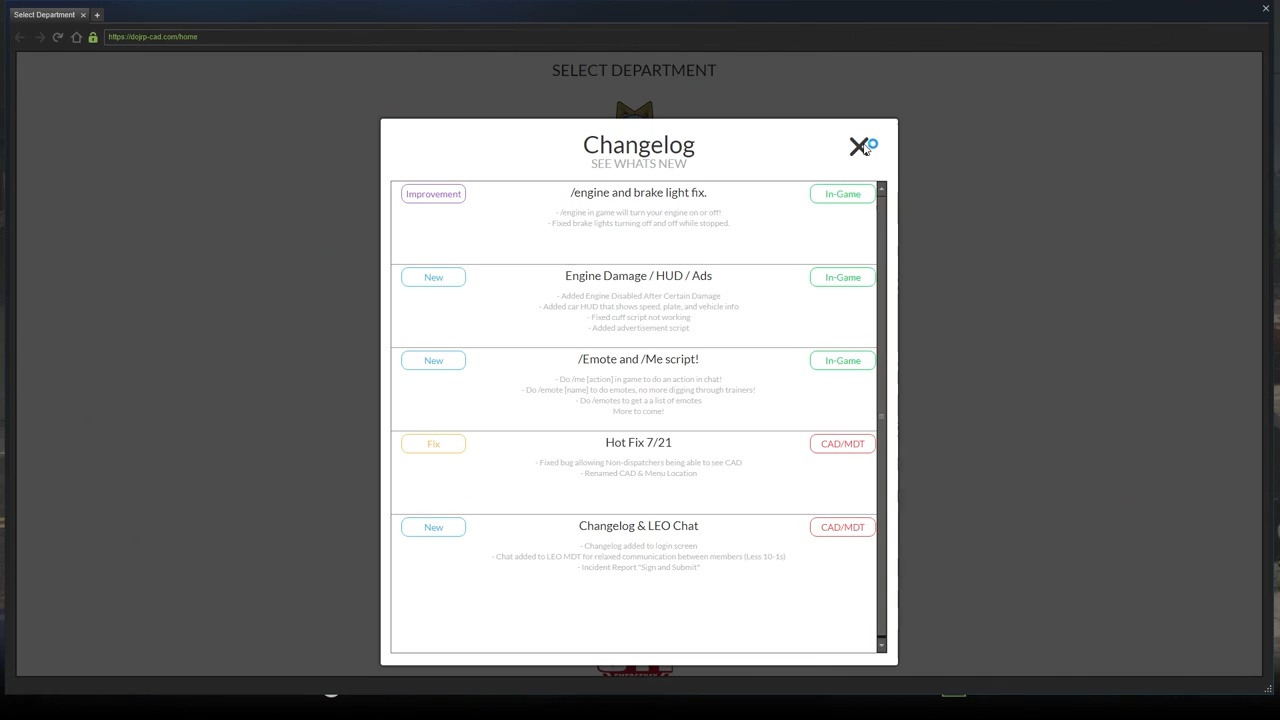 Select Department
https://dojrp-cad.com/home
SELECT DEPARTMENT
Changelog
SEE WHATS NEW
Improvement
/engine and brake light fix.
In-Game
- /engine in game will turn your engine on or off!
- Fixed brake lights turning off and off while stopped.
New
Engine Damage / HUD / Ads
In-Game
- Added Engine Disabled After Certain Damage
- Added car HUD that shows speed, plate, and vehicle info
- Fixed cuff script not working
- Added advertisement script
New
/Emote and /Me script!
In-Game
- Do /me [action] in game to do an action in chat!
- Do /emote [name] to do emotes, no more digging through trainers!
- Do /emotes to get a a list of emotes
More to come!
Fix
Hot Fix 7/21
CAD/MDT
- Fixed bug allowing Non-dispatchers being able to see CAD
- Renamed CAD & Menu Location
New
Changelog & LEO Chat
CAD/MDT
- Changelog added to login screen
- Chat added to LEO MDT for relaxed communication between members (Less 10-1s)
- Incident Report "Sign and Submit"